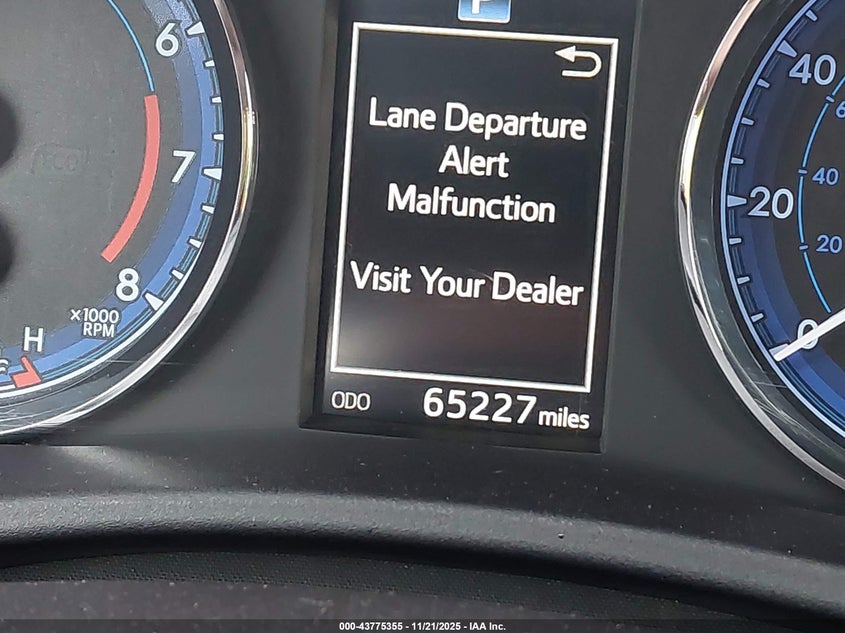 P
6
7
8
×1000
RPM
H
Lane Departure
Alert
Malfunction
Visit Your Dealer
ODO 65227 miles
40
20
0
40
20
000-43775355 - 11/21/2025 - IAA Inc.